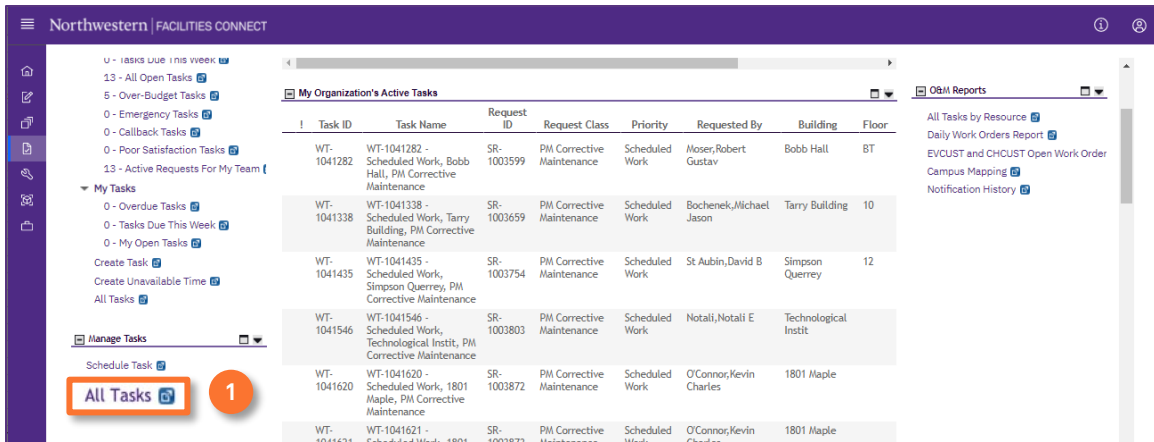 Northwestern | FACILITIES CONNECT
0 - Tasks Due This Week
13 - All Open Tasks
5 - Over-Budget Tasks
0 - Emergency Tasks
0 - Callback Tasks
0 - Poor Satisfaction Tasks
13 - Active Requests For My Team
My Tasks
0 - Overdue Tasks
0 - Tasks Due This Week
0 - My Open Tasks
Create Task
Create Unavailable Time
All Tasks
Manage Tasks
Schedule Task
All Tasks
1
My Organization's Active Tasks
! Task ID Task Name Request ID Request Class Priority Requested By Building Floor
WT-1041282 WT-1041282 - Scheduled Work, Bobb Hall, PM Corrective Maintenance SR-1003599 PM Corrective Maintenance Scheduled Work Moser,Robert Gustav Bobb Hall BT
WT-1041338 WT-1041338 - Scheduled Work, Tarry Building, PM Corrective Maintenance SR-1003659 PM Corrective Maintenance Scheduled Work Bochenek,Michael Jason Tarry Building 10
WT-1041435 WT-1041435 - Scheduled Work, Simpson Querrey, PM Corrective Maintenance SR-1003754 PM Corrective Maintenance Scheduled Work St Aubin,David B Simpson Querrey 12
WT-1041546 WT-1041546 - Scheduled Work, Technological Instit, PM Corrective Maintenance SR-1003803 PM Corrective Maintenance Scheduled Work Notali,Notali E Technological Instit
WT-1041620 WT-1041620 - Scheduled Work, 1801 Maple, PM Corrective Maintenance SR-1003872 PM Corrective Maintenance Scheduled Work O'Connor,Kevin Charles 1801 Maple
WT-1041621 WT-1041621 - Scheduled Work, 1801 SR-1003873 PM Corrective Maintenance Scheduled Work O'Connor,Kevin Charles 1801 Maple
O&M Reports
All Tasks by Resource
Daily Work Orders Report
EVCUST and CHCUST Open Work Order
Campus Mapping
Notification History